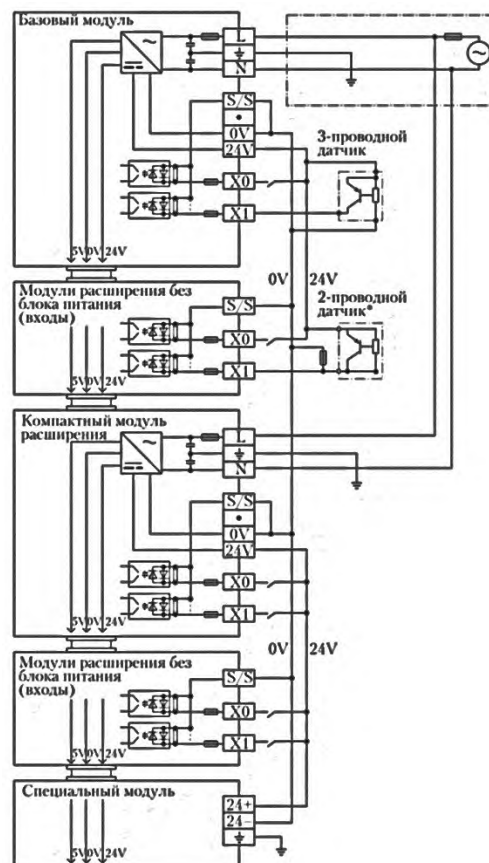 Базовый модуль
L
N
S/S
0V
24V
X0
X1
3-проводной
датчик
5V 0V 24V
0V
24V
Модули расширения без
блока питания
(входы)
S/S
X0
X1
2-проводной
датчик*
5V 0V 24V
Компактный модуль
расширения
L
N
S/S
0V
24V
X0
X1
5V 0V 24V
0V
24V
Модули расширения без
блока питания
(входы)
S/S
X0
X1
5V 0V 24V
Специальный модуль
24+
24-
5V 0V 24V